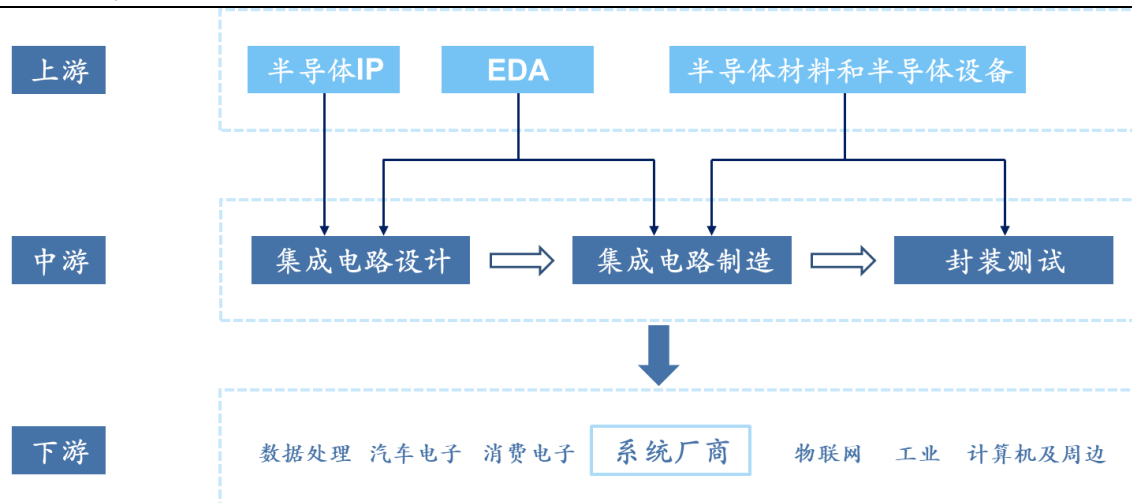 上游
半导体IP
EDA
半导体材料和半导体设备
中游
集成电路设计
集成电路制造
封装测试
下游
数据处理 汽车电子 消费电子 系统厂商 物联网 工业 计算机及周边